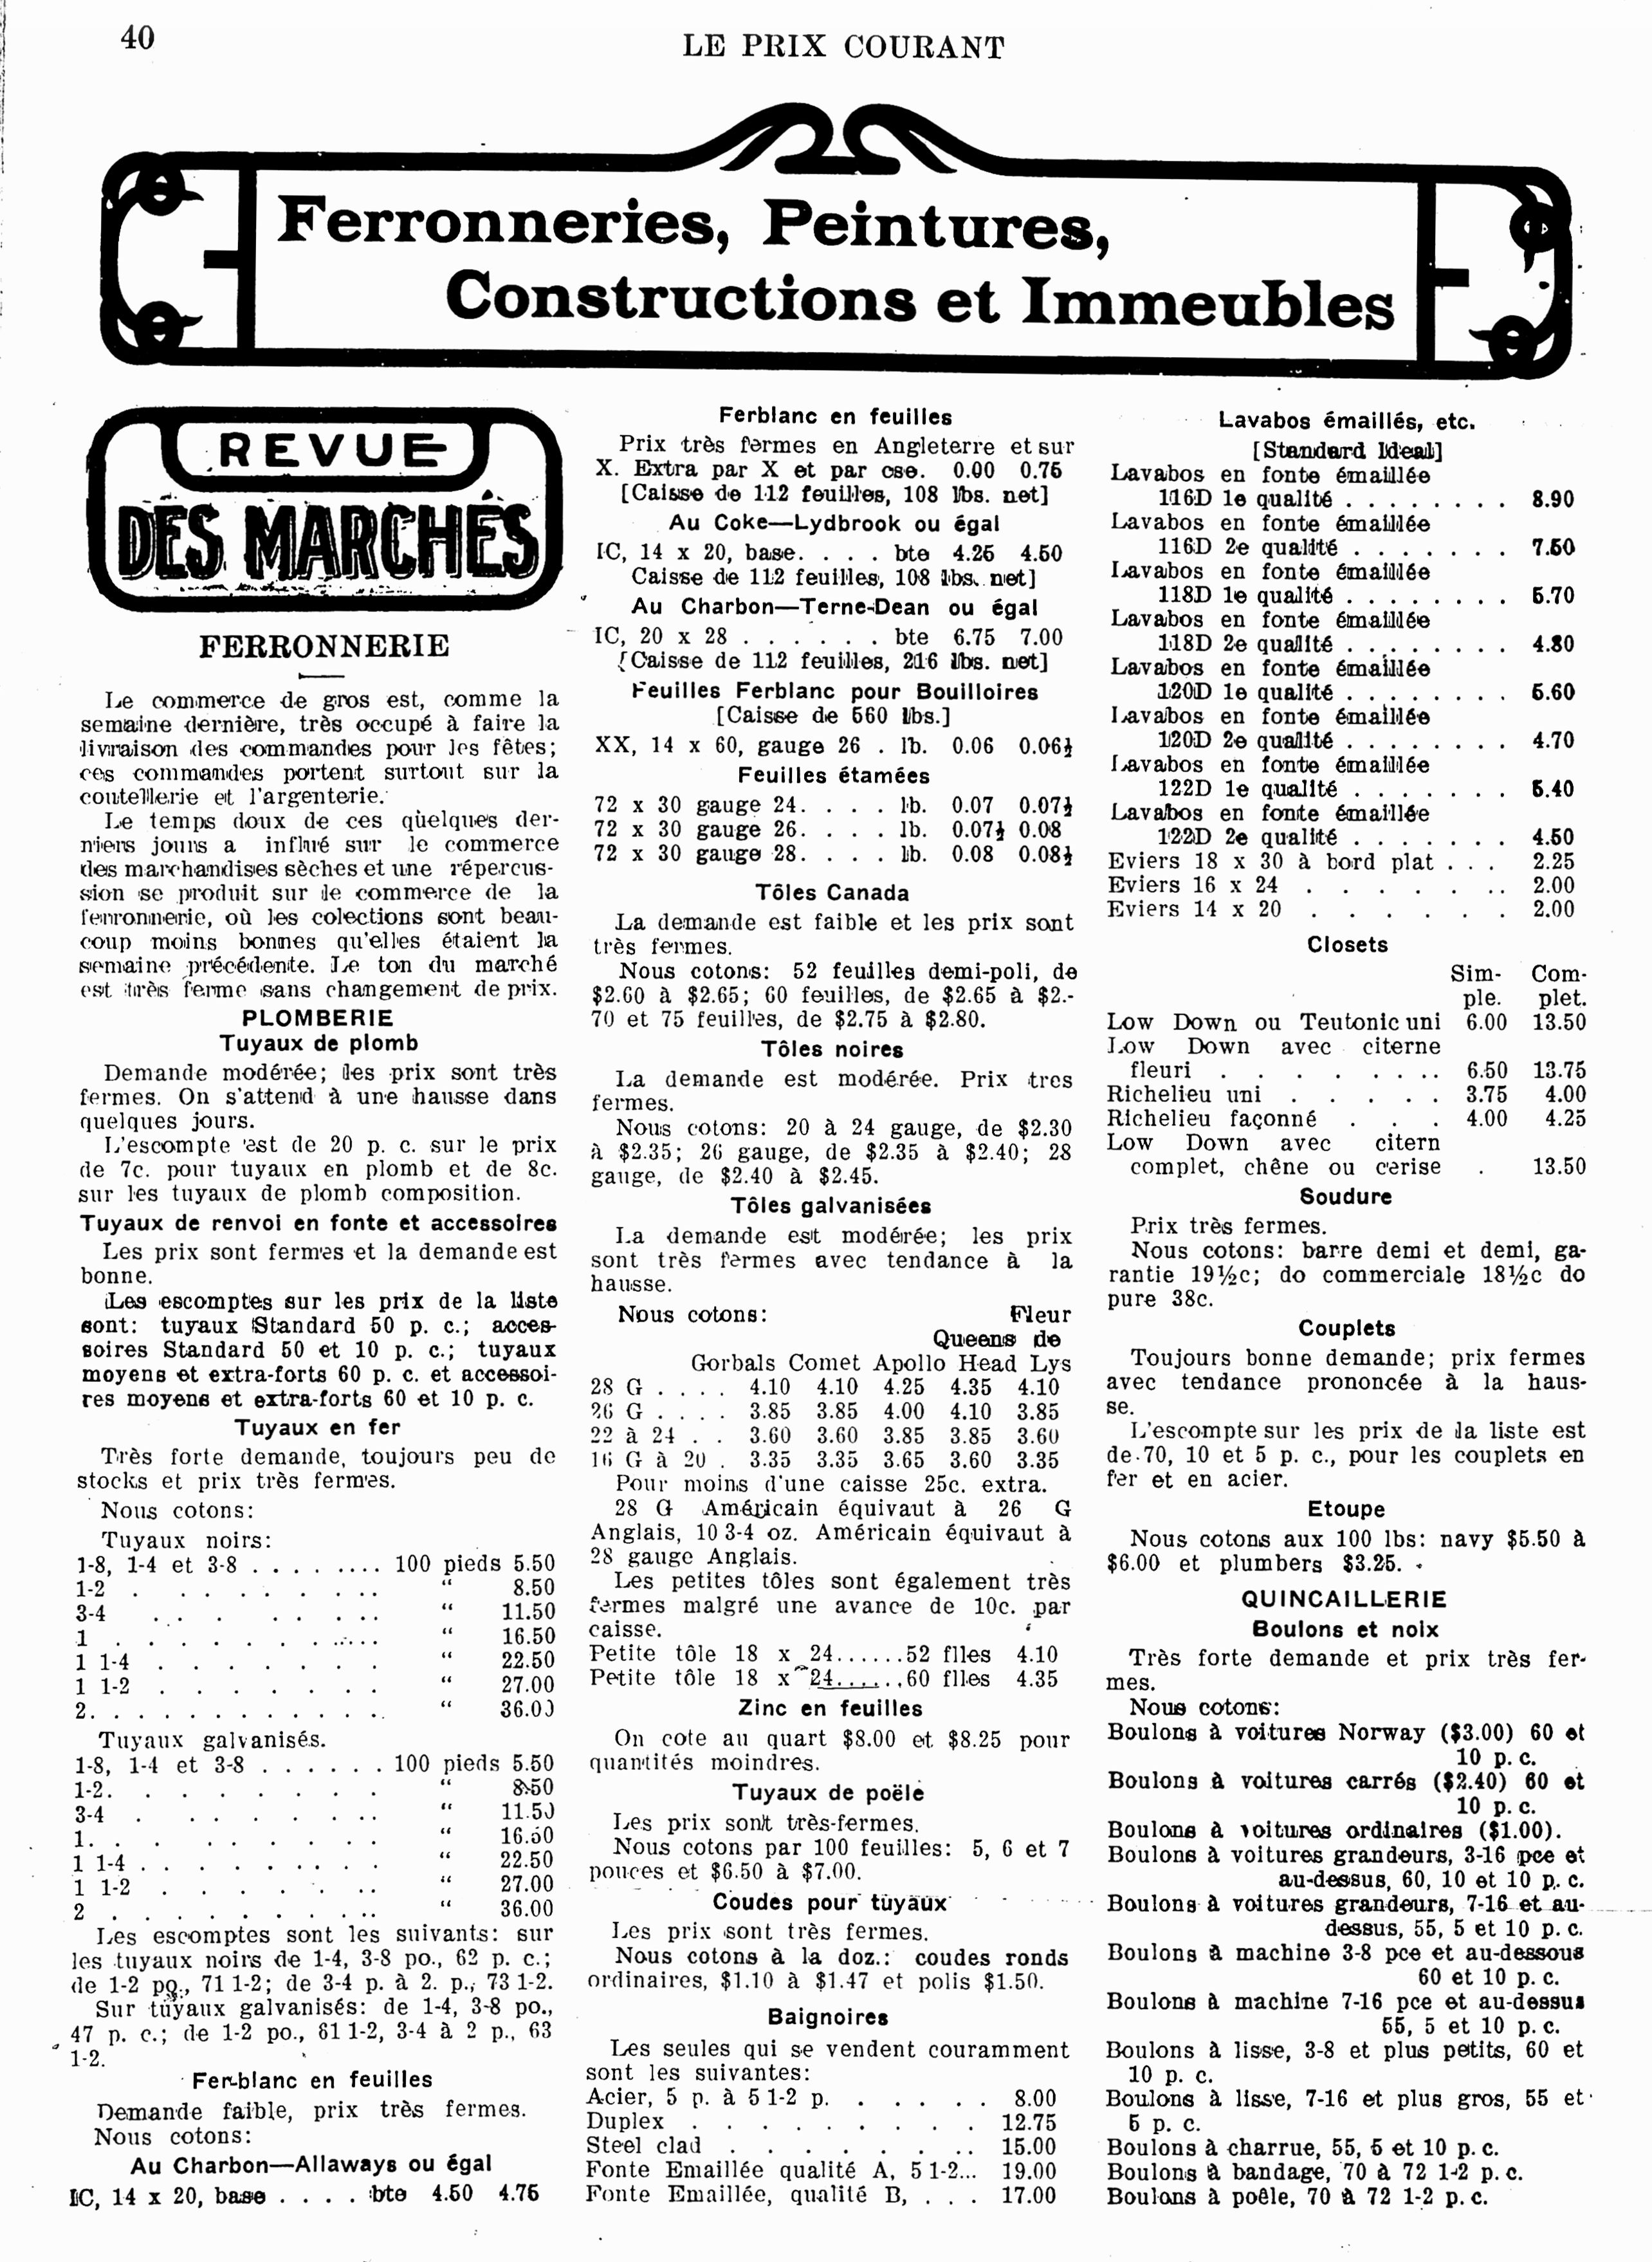 40
LE PRIX COURANT
Ferronneries, Peintures,
Constructions et Immeubles
REVUE
DES MARCHÉS
FERRONNERIE
Le commerce de gros est, comme la
semaine dernière, très occupé à faire la
livraison des commandes pour les fêtes;
ces commandes portent surtout sur la
coutellerie et l'argenterie.
Le temps doux de ces quelques der-
niers jours a influé sur le commerce
des marchandises sèches et une répercus-
sion se produit sur le commerce de la
ferronnerie, où les colections sont beau-
coup moins bonnes qu'elles étaient la
semaine précédente. Le ton du marché
est très ferme sans changement de prix.
PLOMBERIE
Tuyaux de plomb
Demande modérée; les prix sont très
fermes. On s'attend à une hausse dans
quelques jours.
L'escompte est de 20 p. c. sur le prix
de 7c. pour tuyaux en plomb et de 8c.
sur les tuyaux de plomb composition.
Tuyaux de renvoi en fonte et accessoires
Les prix sont fermes et la demande est
bonne.
Les escomptes sur les prix de la liste
sont: tuyaux Standard 50 p. c.; acces-
soires Standard 50 et 10 p. c.; tuyaux
moyens et extra-forts 60 p. c. et accessoi-
res moyens et extra-forts 60 et 10 p. c.
Tuyaux en fer
Très forte demande, toujours peu de
stocks et prix très fermes.
Nous cotons:
Tuyaux noirs:
1-8, 1-4 et 3-8 . . . . . . . . 100 pieds 5.50
1-2 . . . . . . . . . " 8.50
3-4 . . . . . . . . " 11.50
1 . . . . . . . . . . " 16.50
1 1-4 . . . . . . . " 22.50
1 1-2 . . . . . . . " 27.00
2. . . . . . . . . . . . " 36.00
Tuyaux galvanisés.
1-8, 1-4 et 3-8 . . . . . . 100 pieds 5.50
1-2. . . . . . . . " 8.50
3-4 . . . . . . . . " 11.50
1. . . . . . . . . " 16.50
1 1-4 . . . . . . . . . " 22.50
1 1-2 . . . . . . . " 27.00
2 . . . . . . . . . . " 36.00
Les escomptes sont les suivants: sur
les tuyaux noirs de 1-4, 3-8 po., 62 p. c.;
de 1-2 po., 71 1-2; de 3-4 p. à 2. p., 73 1-2.
Sur tuyaux galvanisés: de 1-4, 3-8 po.,
47 p. c.; de 1-2 po., 61 1-2, 3-4 à 2 p., 63
1-2.
Fer-blanc en feuilles
Demande faible, prix très fermes.
Nous cotons:
Au Charbon—Allaways ou égal
IC, 14 x 20, base . . . . bte 4.50 4.75
Ferblanc en feuilles
Prix très fermes en Angleterre et sur
X. Extra par X et par cse. 0.00 0.75
[Caisse de 112 feuilles, 108 lbs. net]
Au Coke—Lydbrook ou égal
IC, 14 x 20, base. . . . bte 4.25 4.50
Caisse de 112 feuilles, 108 lbs. net]
Au Charbon—Terne-Dean ou égal
IC, 20 x 28 . . . . . . bte 6.75 7.00
[Caisse de 112 feuilles, 216 lbs. net]
Feuilles Ferblanc pour Bouilloires
[Caisse de 560 lbs.]
XX, 14 x 60, gauge 26 . lb. 0.06 0.06½
Feuilles étamées
72 x 30 gauge 24. . . . lb. 0.07 0.07½
72 x 30 gauge 26. . . . lb. 0.07½ 0.08
72 x 30 gauge 28. . . . lb. 0.08 0.08½
Tôles Canada
La demande est faible et les prix sont
très fermes.
Nous cotons: 52 feuilles demi-poli, de
$2.60 à $2.65; 60 feuilles, de $2.65 à $2.-
70 et 75 feuilles, de $2.75 à $2.80.
Tôles noires
La demande est modérée. Prix tres
fermes.
Nous cotons: 20 à 24 gauge, de $2.30
à $2.35; 26 gauge, de $2.35 à $2.40; 28
gauge, de $2.40 à $2.45.
Tôles galvanisées
La demande est modérée; les prix
sont très fermes avec tendance à la
hausse.
Nous cotons: Fleur
Queens de
Gorbals Comet Apollo Head Lys
28 G . . . . 4.10 4.10 4.25 4.35 4.10
26 G . . . . 3.85 3.85 4.00 4.10 3.85
22 à 24 . . 3.60 3.60 3.85 3.85 3.60
16 G à 20 . 3.35 3.35 3.65 3.60 3.35
Pour moins d'une caisse 25c. extra.
28 G Américain équivaut à 26 G
Anglais, 10 3-4 oz. Américain équivaut à
28 gauge Anglais.
Les petites tôles sont également très
fermes malgré une avance de 10c. par
caisse.
Petite tôle 18 x 24......52 flles 4.10
Petite tôle 18 x 24......60 flles 4.35
Zinc en feuilles
On cote au quart $8.00 et $8.25 pour
quantités moindres.
Tuyaux de poële
Les prix sont très-fermes.
Nous cotons par 100 feuilles: 5, 6 et 7
pouces et $6.50 à $7.00.
Coudes pour tuyaux
Les prix sont très fermes.
Nous cotons à la doz.: coudes ronds
ordinaires, $1.10 à $1.47 et polis $1.50.
Baignoires
Les seules qui se vendent couramment
sont les suivantes:
Acier, 5 p. à 5 1-2 p. . . . . . 8.00
Duplex . . . . . . . . . 12.75
Steel clad . . . . . . . . 15.00
Fonte Emaillée qualité A, 5 1-2... 19.00
Fonte Emaillée, qualité B, . . . 17.00
Lavabos émaillés, etc.
[Standard Ideal]
Lavabos en fonte émaillée
116D 1e qualité . . . . . . . . 8.90
Lavabos en fonte émaillée
116D 2e qualité . . . . . . . 7.50
Lavabos en fonte émaillée
118D 1e qualité . . . . . . . . 5.70
Lavabos en fonte émaillée
118D 2e qualité . . . . . . . . 4.80
Lavabos en fonte émaillée
120D 1e qualité . . . . . . . . 5.60
Lavabos en fonte émaillée
120D 2e qualité . . . . . . . . 4.70
Lavabos en fonte émaillée
122D 1e qualité . . . . . . . 5.40
Lavabos en fonte émaillée
122D 2e qualité . . . . . . . 4.50
Eviers 18 x 30 à bord plat . . . 2.25
Eviers 16 x 24 . . . . . . . 2.00
Eviers 14 x 20 . . . . . . 2.00
Closets
Sim- Com-
ple. plet.
Low Down ou Teutonic uni 6.00 13.50
Low Down avec citerne
fleuri . . . . . . . . . 6.50 13.75
Richelieu uni . . . . . 3.75 4.00
Richelieu façonné . . . 4.00 4.25
Low Down avec citern
complet, chêne ou cerise . 13.50
Soudure
Prix très fermes.
Nous cotons: barre demi et demi, ga-
rantie 19½c; do commerciale 18½c do
pure 38c.
Couplets
Toujours bonne demande; prix fermes
avec tendance prononcée à la haus-
se.
L'escompte sur les prix de la liste est
de 70, 10 et 5 p. c., pour les couplets en
fer et en acier.
Etoupe
Nous cotons aux 100 lbs: navy $5.50 à
$6.00 et plumbers $3.25.
QUINCAILLERIE
Boulons et noix
Très forte demande et prix très fer-
mes.
Nous cotons:
Boulons à voitures Norway ($3.00) 60 et
10 p. c.
Boulons à voitures carrés ($2.40) 60 et
10 p. c.
Boulons à voitures ordinaires ($1.00).
Boulons à voitures grandeurs, 3-16 pce et
au-dessus, 60, 10 et 10 p. c.
Boulons à voitures grandeurs, 7-16 et au-
dessus, 55, 5 et 10 p. c.
Boulons à machine 3-8 pce et au-dessous
60 et 10 p. c.
Boulons à machine 7-16 pce et au-dessus
55, 5 et 10 p. c.
Boulons à lisse, 3-8 et plus petits, 60 et
10 p. c.
Boulons à lisse, 7-16 et plus gros, 55 et
5 p. c.
Boulons à charrue, 55, 5 et 10 p. c.
Boulons à bandage, 70 à 72 1-2 p. c.
Boulons à poêle, 70 à 72 1-2 p. c.